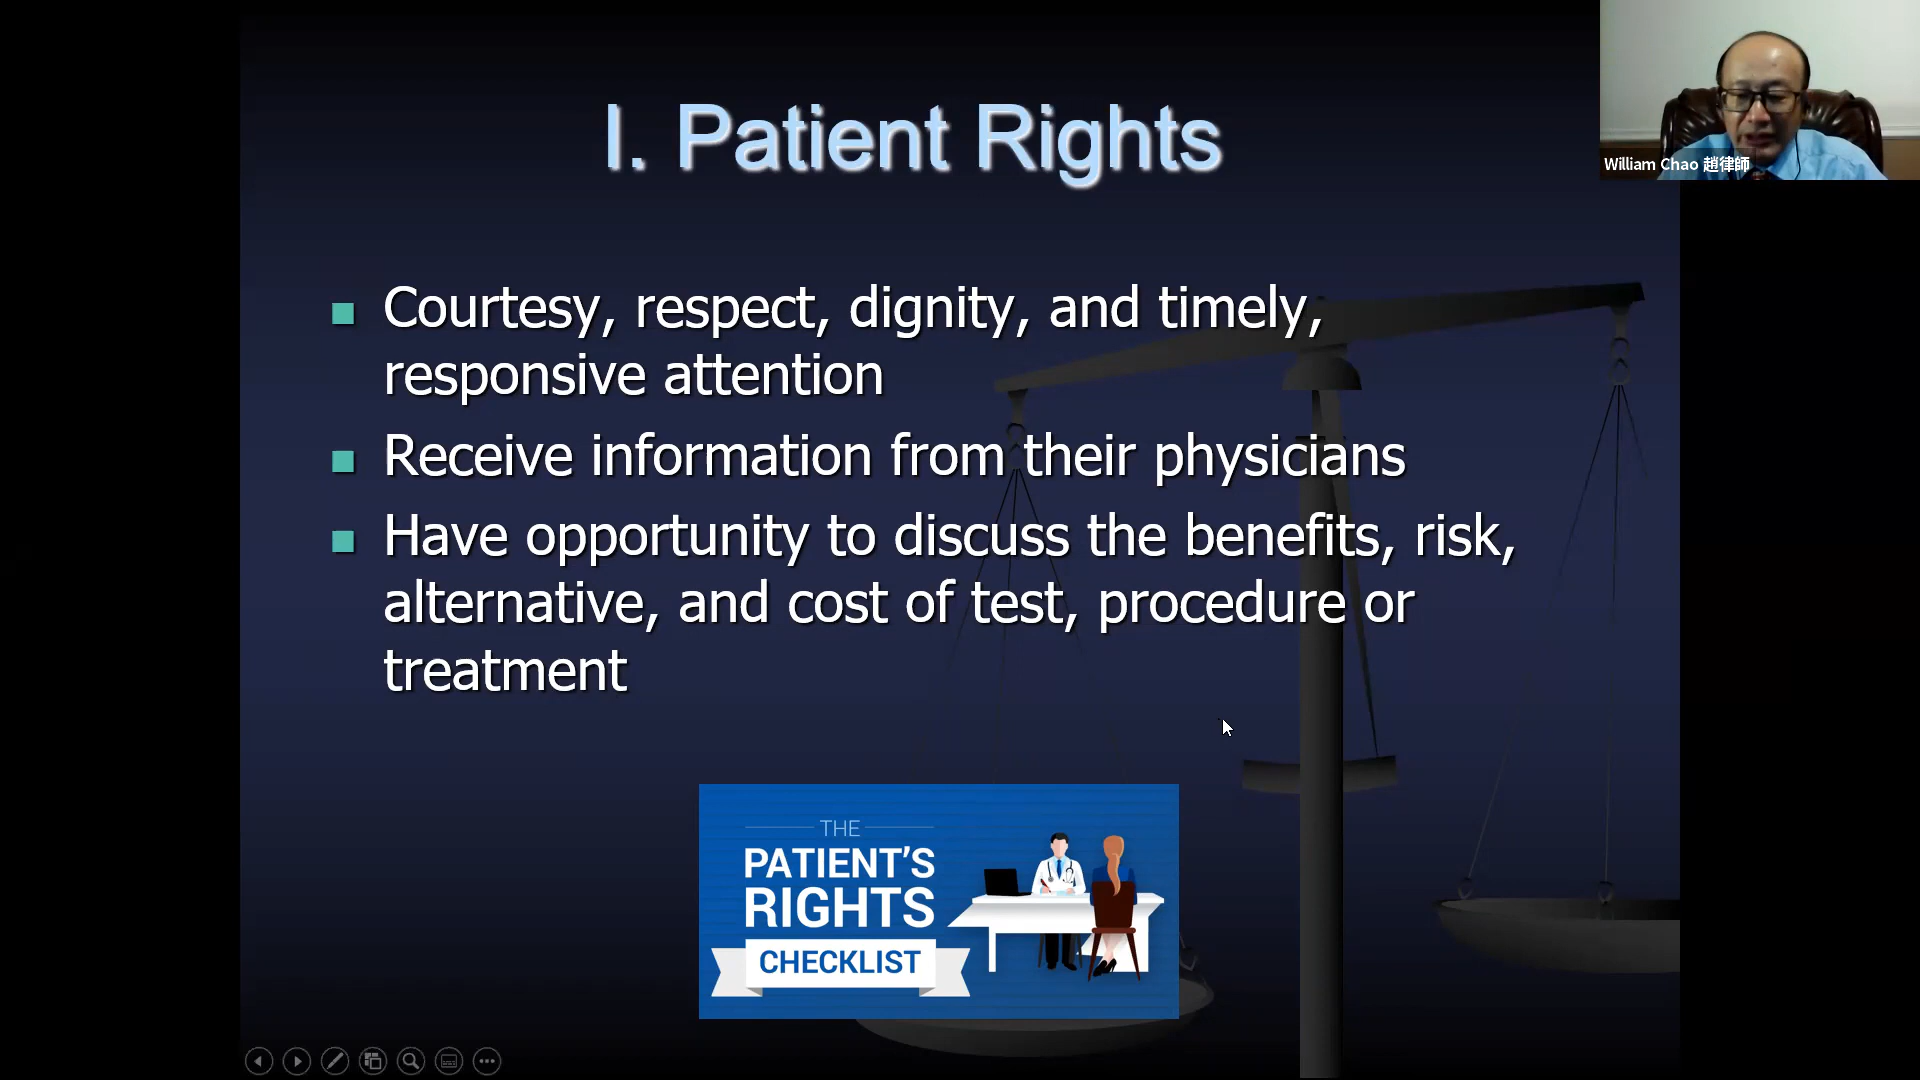 I. Patient Rights
William Chao 趙律師
Courtesy, respect, dignity, and timely,
responsive attention
Receive information from their physicians
Have opportunity to discuss the benefits, risk,
alternative, and cost of test, procedure or
treatment
THE
PATIENT'S
RIGHTS
CHECKLIST